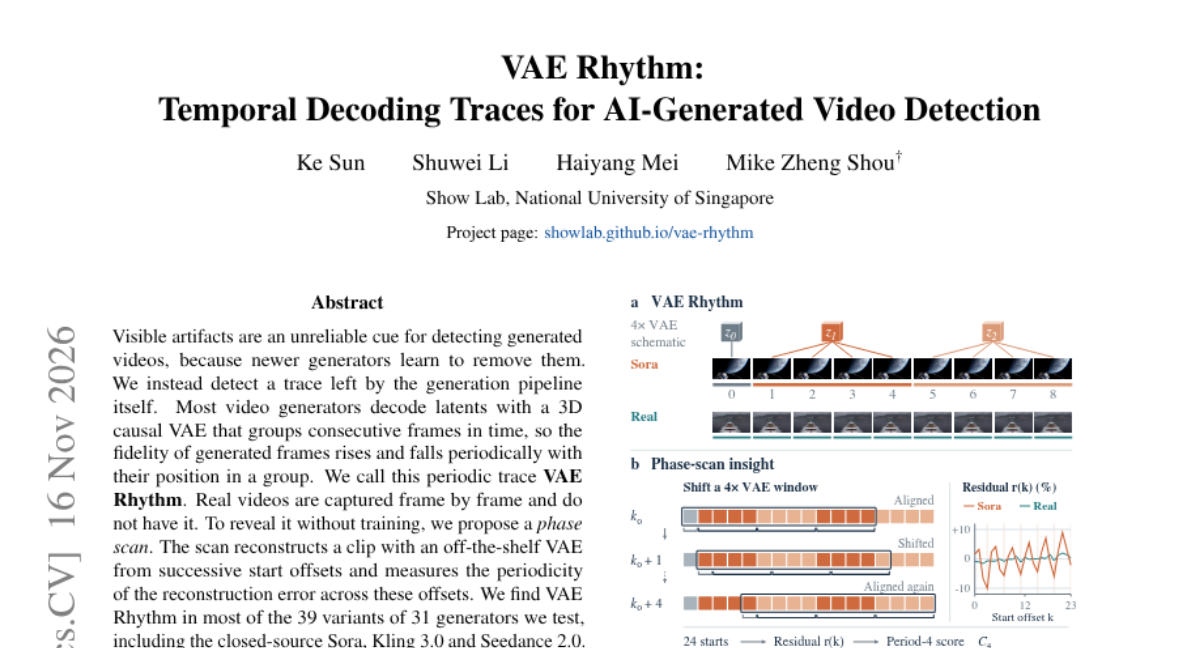 VAE Rhythm:
Temporal Decoding Traces for AI-Generated Video Detection
Ke Sun Shuwei Li Haiyang Mei Mike Zheng Shou†
Show Lab, National University of Singapore
Project page: showlab.github.io/vae-rhythm
cs.CV] 16 Nov 2026
Abstract
Visible artifacts are an unreliable cue for detecting generated
videos, because newer generators learn to remove them.
We instead detect a trace left by the generation pipeline
itself. Most video generators decode latents with a 3D
causal VAE that groups consecutive frames in time, so the
fidelity of generated frames rises and falls periodically with
their position in a group. We call this periodic trace VAE
Rhythm. Real videos are captured frame by frame and do
not have it. To reveal it without training, we propose a phase
scan. The scan reconstructs a clip with an off-the-shelf VAE
from successive start offsets and measures the periodicity
of the reconstruction error across these offsets. We find VAE
Rhythm in most of the 39 variants of 31 generators we test,
including the closed-source Sora, Kling 3.0 and Seedance 2.0.
a VAE Rhythm
4× VAE
schematic
z0 z1 z2
Sora
0 1 2 3 4 5 6 7 8
Real
b Phase-scan insight
Shift a 4× VAE window
Aligned
k₀
Shifted
k₀ + 1
Aligned again
k₀ + 4
Residual r(k) (%)
Sora Real
+10
0
-10
0 12 23
Start offset k
24 starts → Residual r(k) → Period-4 score C₄